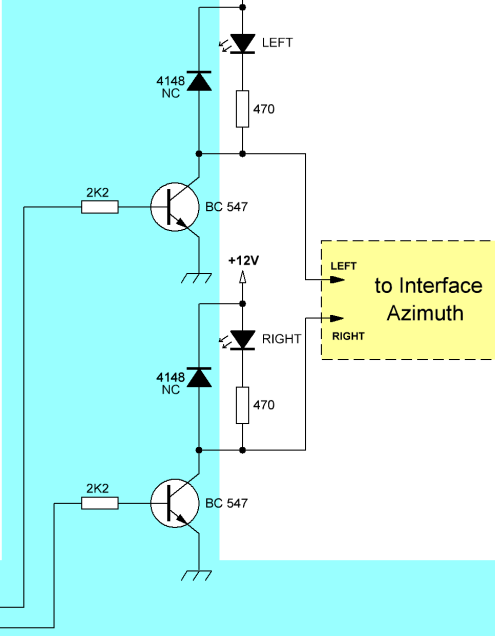 LEFT
4148
NC
470
2K2
BC 547
+12V
LEFT
to Interface
Azimuth
RIGHT
RIGHT
4148
NC
470
2K2
BC 547